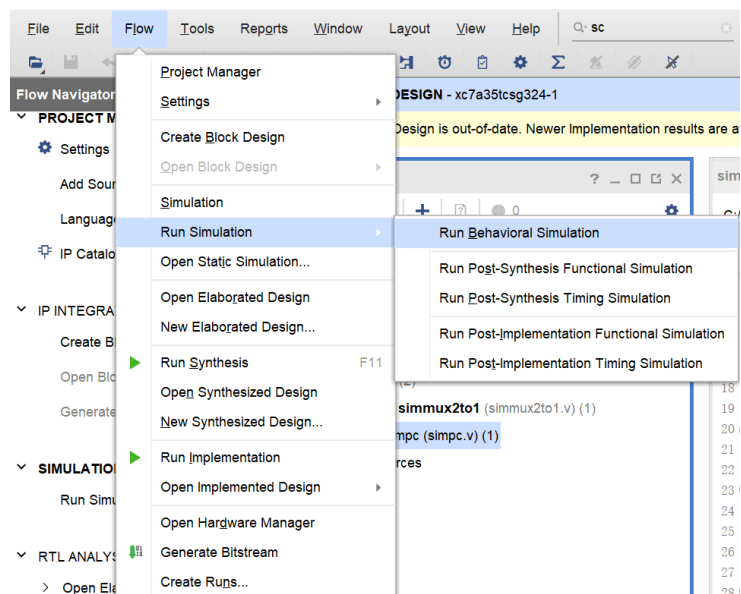 File Edit Flow Tools Reports Window Layout View Help sc
Flow Navigator
DESIGN - xc7a35tcsg324-1
Design is out-of-date. Newer Implementation results are a
PROJECT M
Settings
Add Sour
Languag
IP Catalo
IP INTEGRA
Create B
Open Blo
Generate
SIMULATIO
Run Simu
RTL ANALYS
Open Ela
Project Manager
Settings
Create Block Design
Open Block Design
Simulation
Run Simulation
Open Static Simulation...
Open Elaborated Design
New Elaborated Design...
Run Synthesis F11
Open Synthesized Design
New Synthesized Design...
Run Implementation
Open Implemented Design
Open Hardware Manager
Generate Bitstream
Create Runs...
? 0
sim
Run Behavioral Simulation
Run Post-Synthesis Functional Simulation
Run Post-Synthesis Timing Simulation
Run Post-Implementation Functional Simulation
Run Post-Implementation Timing Simulation
(2)
simmux2to1 (simmux2to1.v) (1)
mpc (simpc.v) (1)
rces
18
19
20
21
22
23
24
25
26
27
28